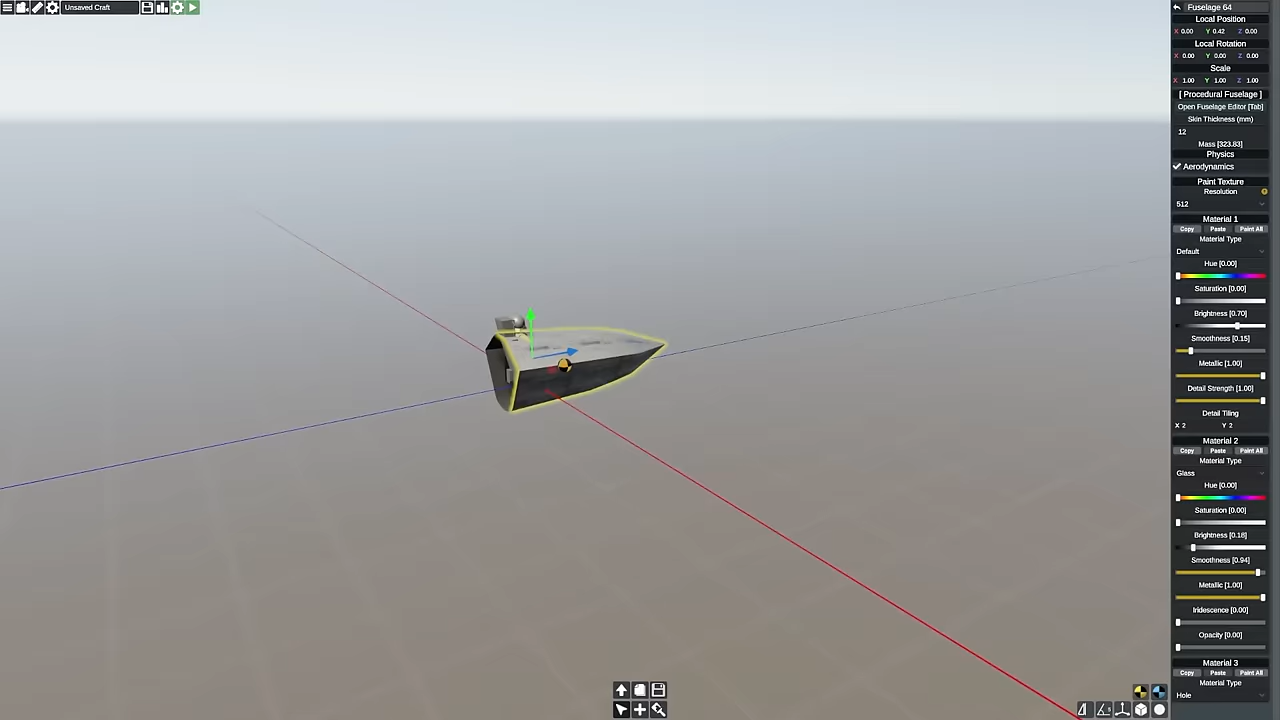 Unsaved Craft
Fuselage 64
Local Position
X 0.00 Y 0.42 Z 0.00
Local Rotation
X 0.00 Y 0.00 Z 0.00
Scale
X 1.00 Y 1.00 Z 1.00
[ Procedural Fuselage ]
Open Fuselage Editor [Tab]
Skin Thickness (mm)
12
Mass [323.83]
Physics
Aerodynamics
Paint Texture
Resolution
512
Material 1
Copy Paste Paint All
Material Type
Default
Hue [0.00]
Saturation [0.00]
Brightness [0.70]
Smoothness [0.15]
Metallic [1.00]
Detail Strength [1.00]
Detail Tiling
X 2 Y 2
Material 2
Copy Paste Paint All
Material Type
Glass
Hue [0.00]
Saturation [0.00]
Brightness [0.18]
Smoothness [0.94]
Metallic [1.00]
Iridescence [0.00]
Opacity [0.00]
Material 3
Copy Paste Paint All
Material Type
Hole